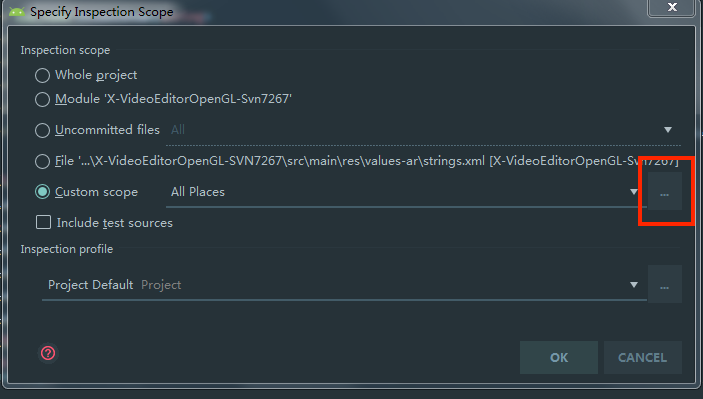 Specify Inspection Scope
X
Inspection scope
Whole project
Module 'X-VideoEditorOpenGL-Svn7267'
Uncommitted files All
File '...\X-VideoEditorOpenGL-SVN7267\src\main\res\values-ar\strings.xml [X-VideoEditorOpenGL-Svn7267]
Custom scope All Places ...
Include test sources
Inspection profile
Project Default Project ...
? OK CANCEL